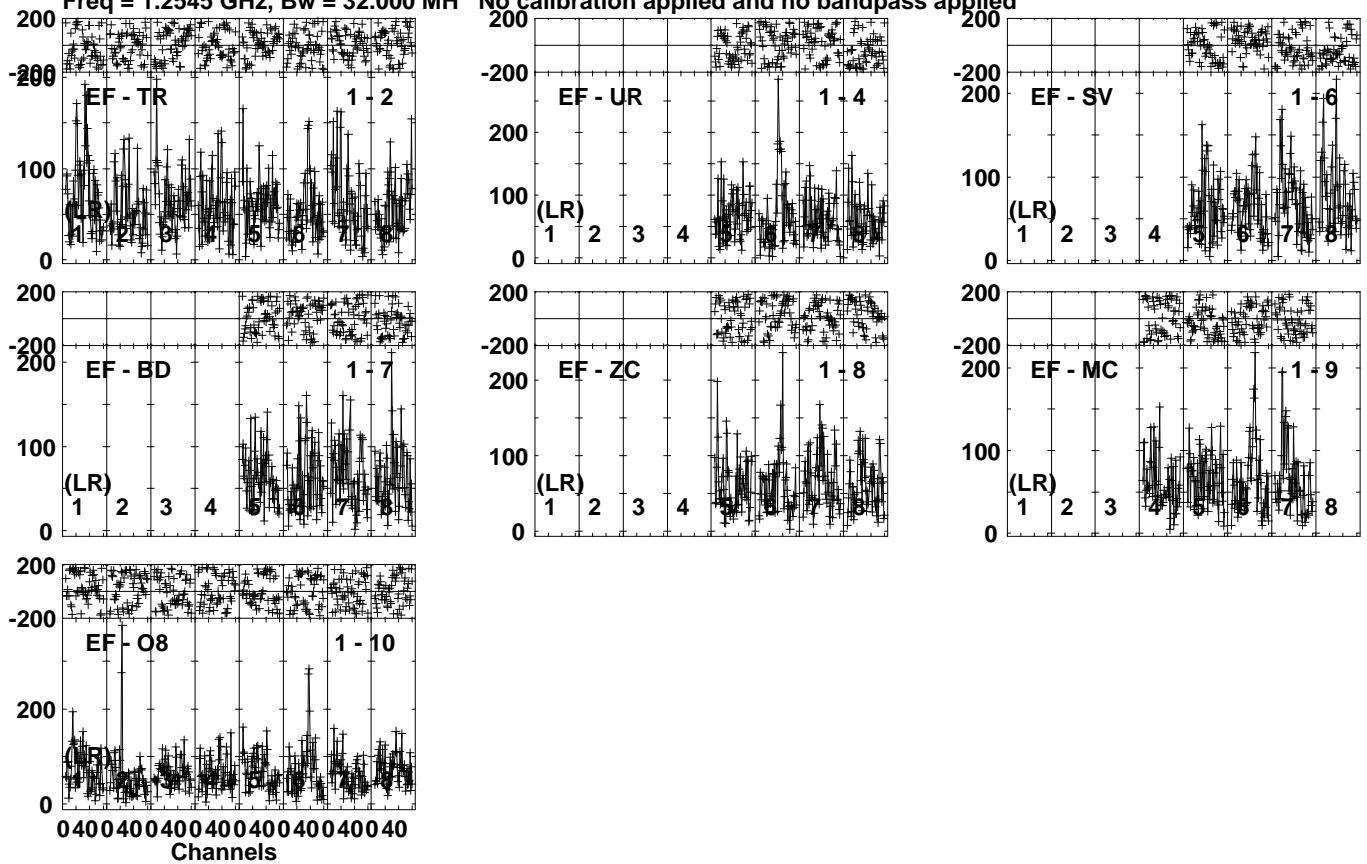 Freq = 1.2545 GHz, Bw = 32.000 MH No calibration applied and no bandpass applied
200
-200
200
EF - TR
1 - 2
100
(LR)
1 2 3 4 5 6 7 8
0
200
-200
EF - UR
1 - 4
200
100
(LR)
1 2 3 4 5 6 7 8
0
200
-200
EF - SV
1 - 6
200
100
(LR)
1 2 3 4 5 6 7 8
0
200
-200
EF - BD
1 - 7
200
100
(LR)
1 2 3 4 5 6 7 8
0
200
-200
EF - ZC
1 - 8
200
100
(LR)
1 2 3 4 5 6 7 8
0
200
-200
EF - MC
1 - 9
200
100
(LR)
1 2 3 4 5 6 7 8
0
200
-200
EF - O8
1 - 10
200
(LR)
1 2 3 4 5 6 7 8
0
0 40 0 40 0 40 0 40 0 40 0 40 0 40 0 40
Channels